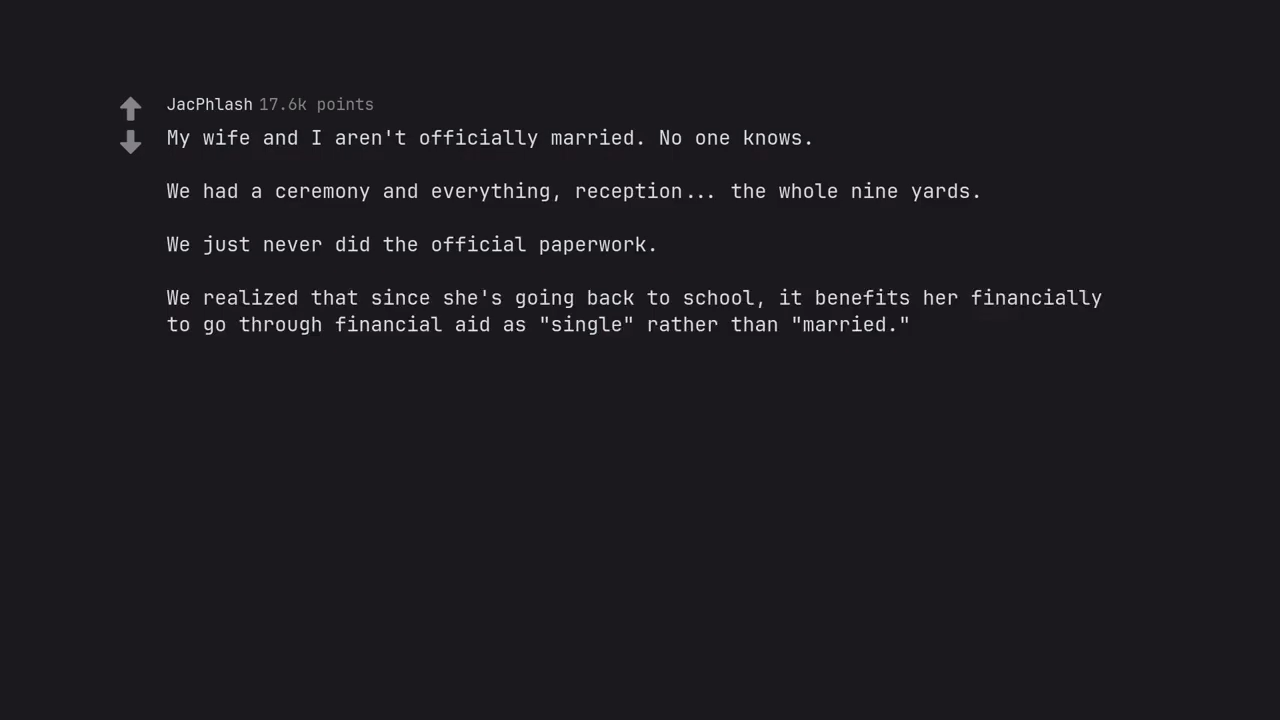 JacPhlash 17.6k points
My wife and I aren't officially married. No one knows.
We had a ceremony and everything, reception... the whole nine yards.
We just never did the official paperwork.
We realized that since she's going back to school, it benefits her financially
to go through financial aid as "single" rather than "married."